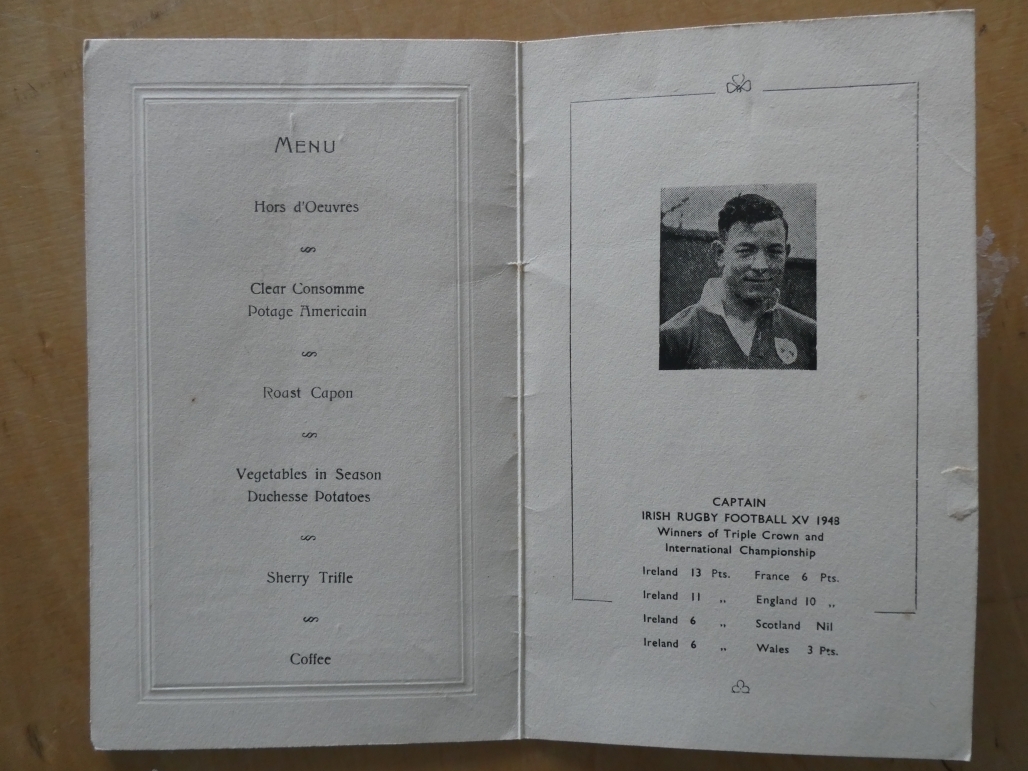 MENU
Hors d'Oeuvres
Clear Consomme
Potage Americain
Roast Capon
Vegetables in Season
Duchesse Potatoes
Sherry Trifle
Coffee
CAPTAIN
IRISH RUGBY FOOTBALL XV 1948
Winners of Triple Crown and
International Championship
Ireland 13 Pts. France 6 Pts.
Ireland 11 ,, England 10 ,,
Ireland 6 ,, Scotland Nil
Ireland 6 ,, Wales 3 Pts.